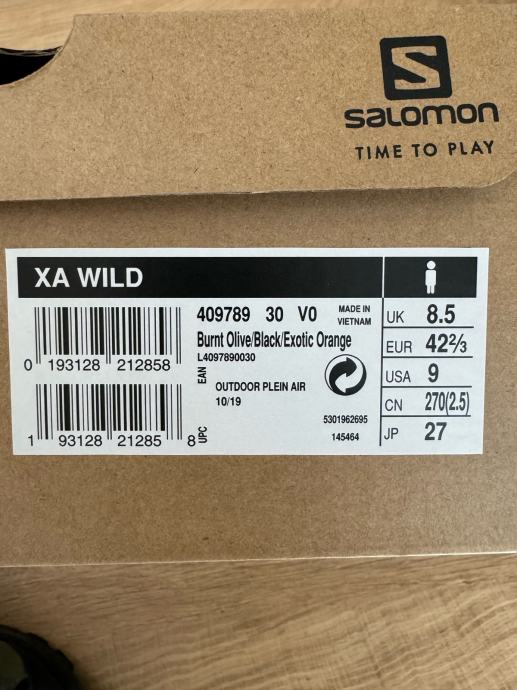 S
SALOMON
TIME TO PLAY
XA WILD
409789 30 V0
MADE IN
VIETNAM
Burnt Olive/Black/Exotic Orange
L4097890030
EAN
OUTDOOR PLEIN AIR
10/19
5301962695
145464
0 193128 212858
1 93128 21285 8
UPC
UK 8.5
EUR 42⅔
USA 9
CN 270(2.5)
JP 27